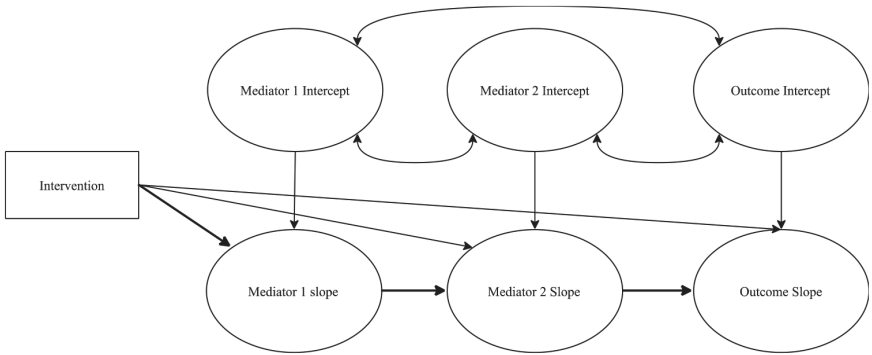 Mediator 1 Intercept
Mediator 2 Intercept
Outcome Intercept
Intervention
Mediator 1 slope
Mediator 2 Slope
Outcome Slope